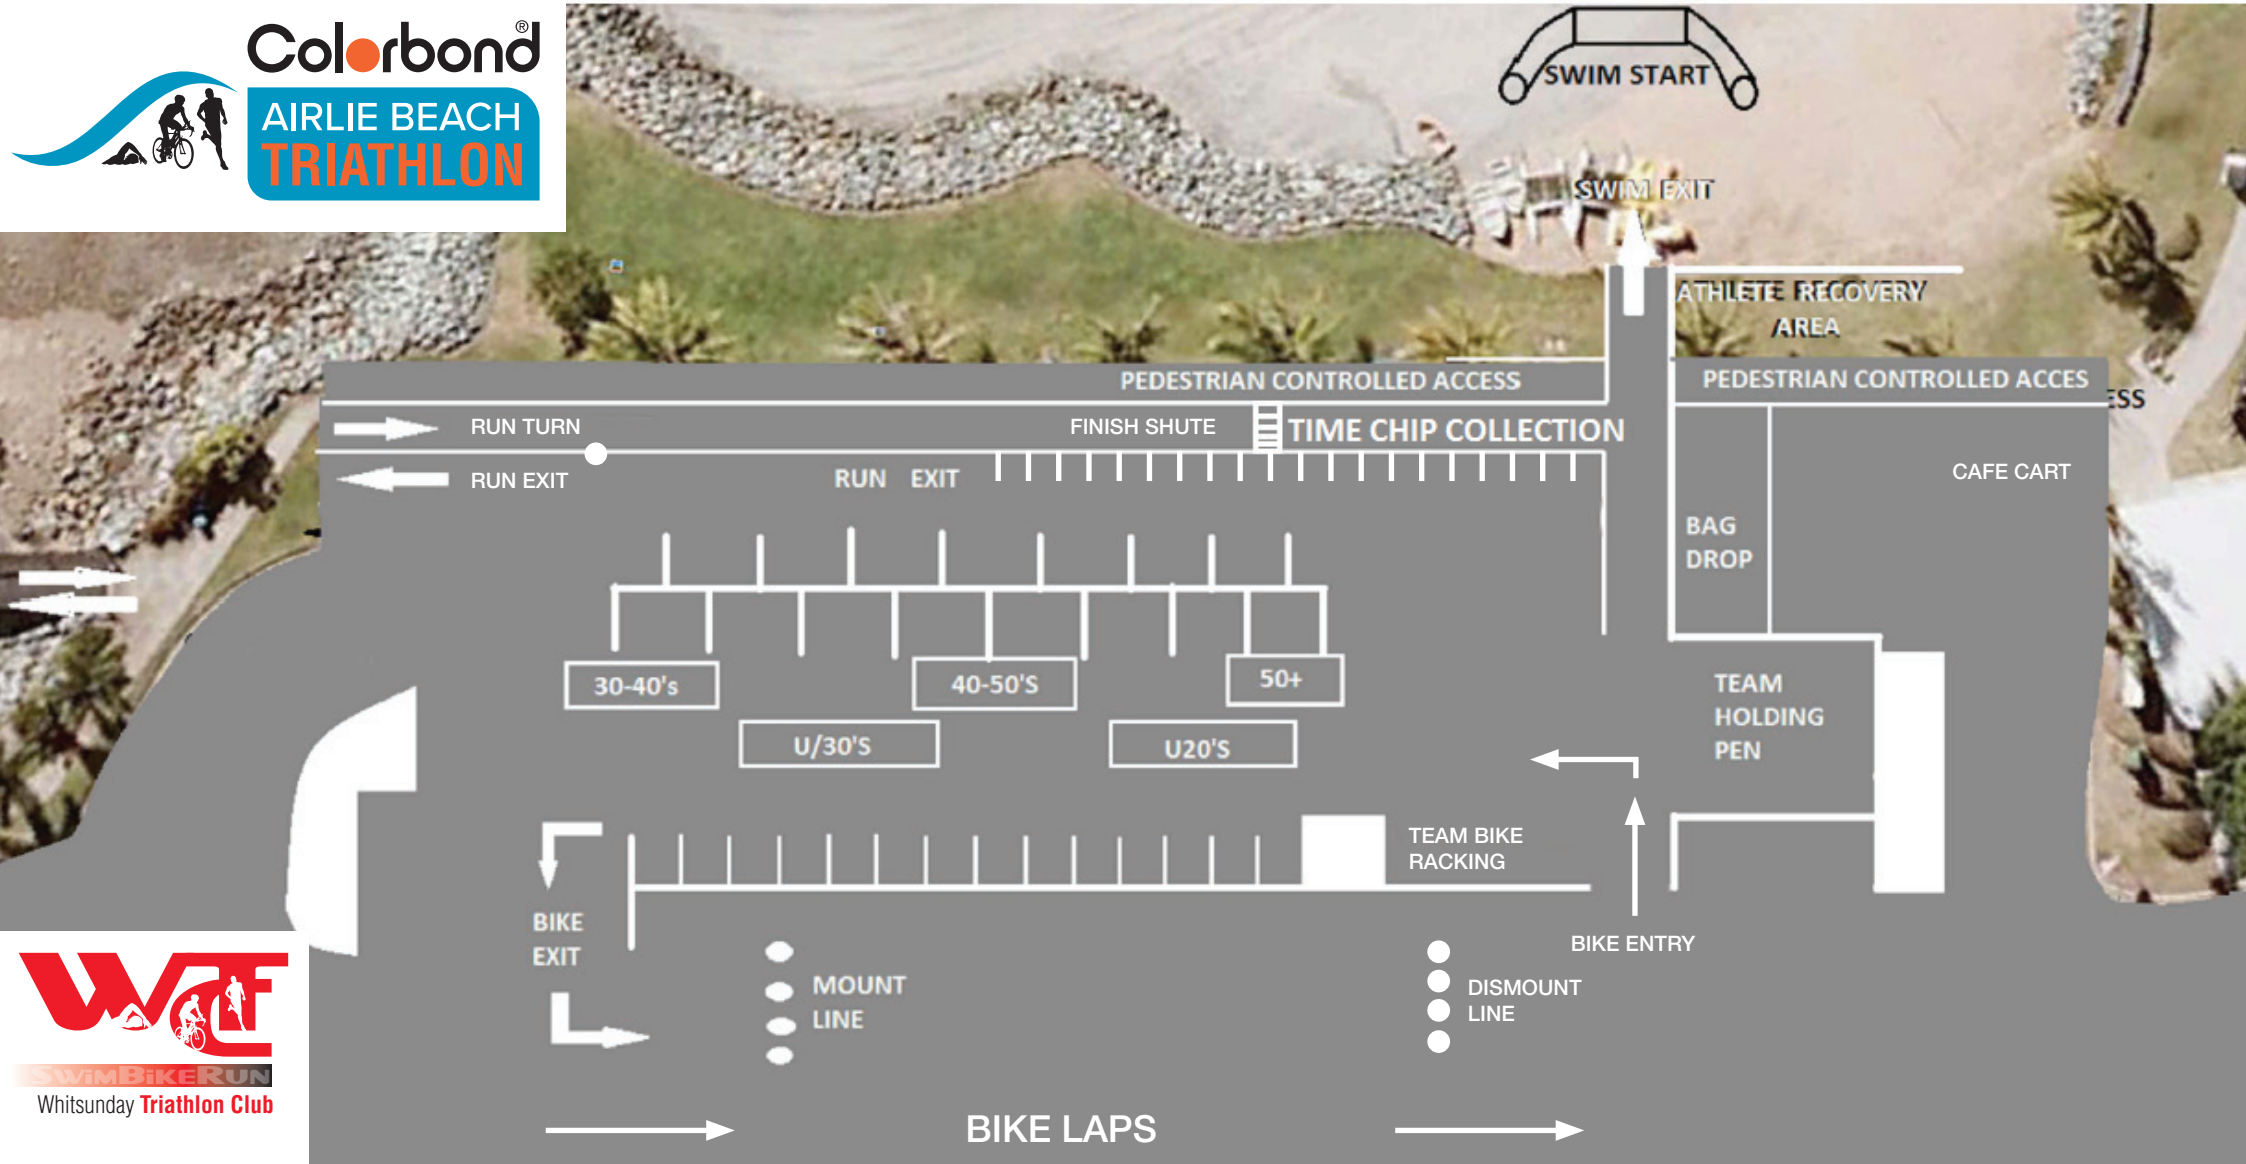 Colorbond®
AIRLIE BEACH
TRIATHLON
SWIM START
SWIM EXIT
ATHLETE RECOVERY
AREA
PEDESTRIAN CONTROLLED ACCESS
PEDESTRIAN CONTROLLED ACCES
ESS
RUN TURN
FINISH SHUTE
TIME CHIP COLLECTION
RUN EXIT
RUN EXIT
CAFE CART
BAG
DROP
30-40's
40-50'S
50+
U/30'S
U20'S
TEAM
HOLDING
PEN
TEAM BIKE
RACKING
BIKE
EXIT
BIKE ENTRY
MOUNT
LINE
DISMOUNT
LINE
WTC
SWIMBIKERUN
Whitsunday Triathlon Club
BIKE LAPS